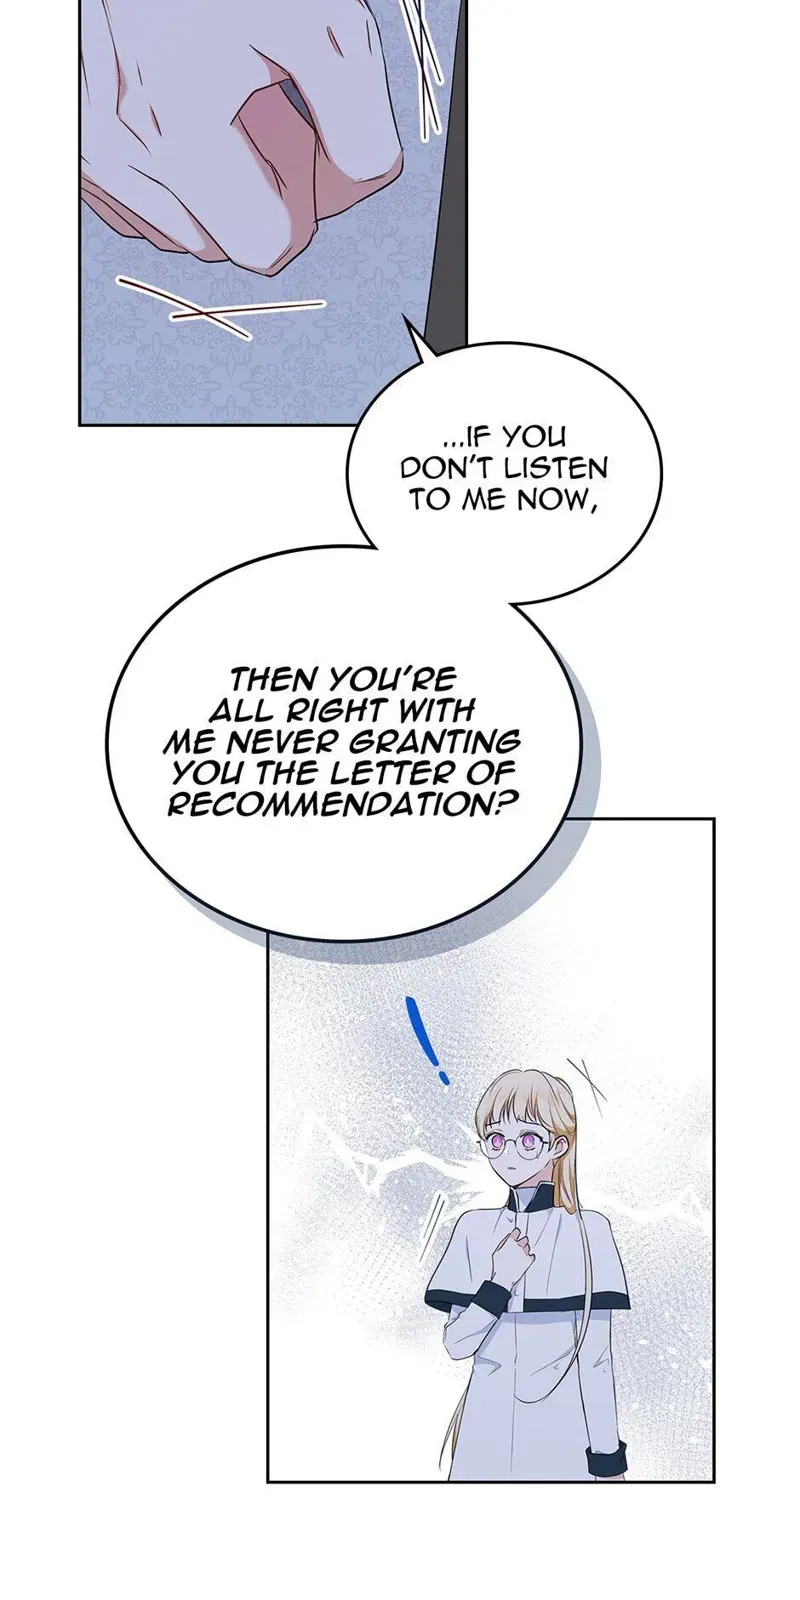 ...IF YOU
DON'T LISTEN
TO ME NOW,
THEN YOU'RE
ALL RIGHT WITH
ME NEVER GRANTING
YOU THE LETTER OF
RECOMMENDATION?